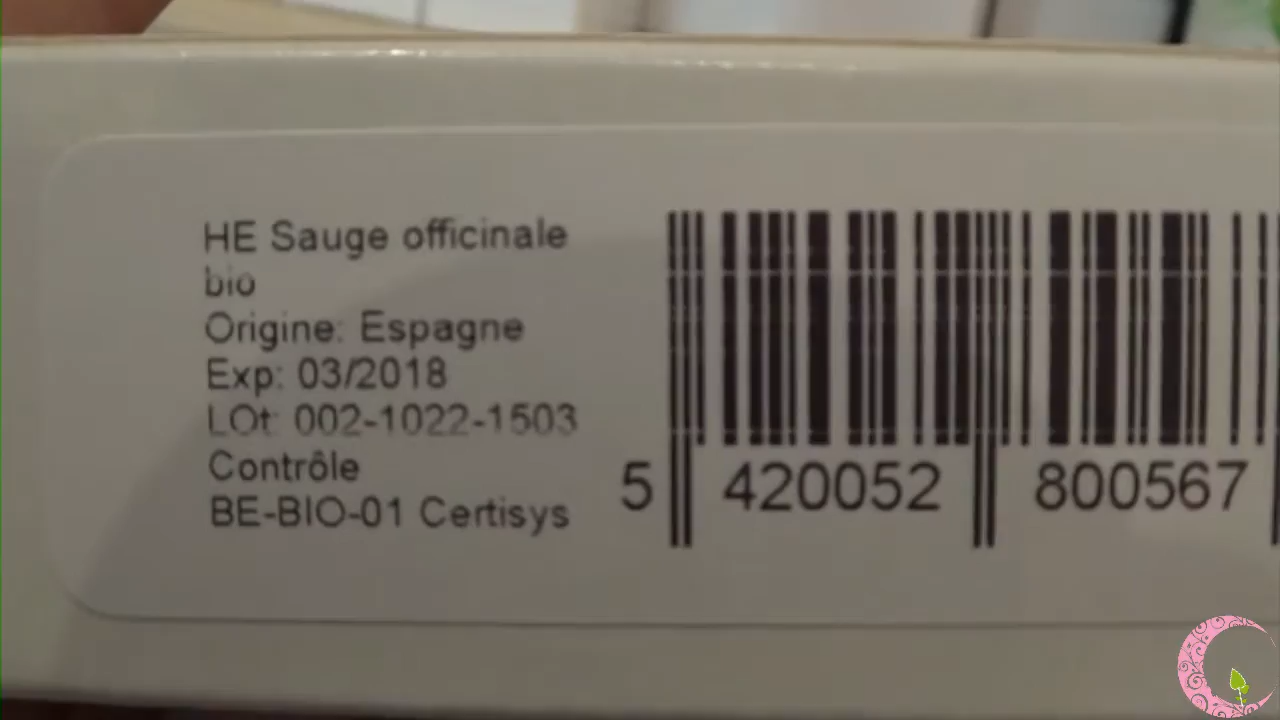 HE Sauge officinale
bio
Origine: Espagne
Exp: 03/2018
LOt: 002-1022-1503
Contrôle
BE-BIO-01 Certisys
5 420052 800567